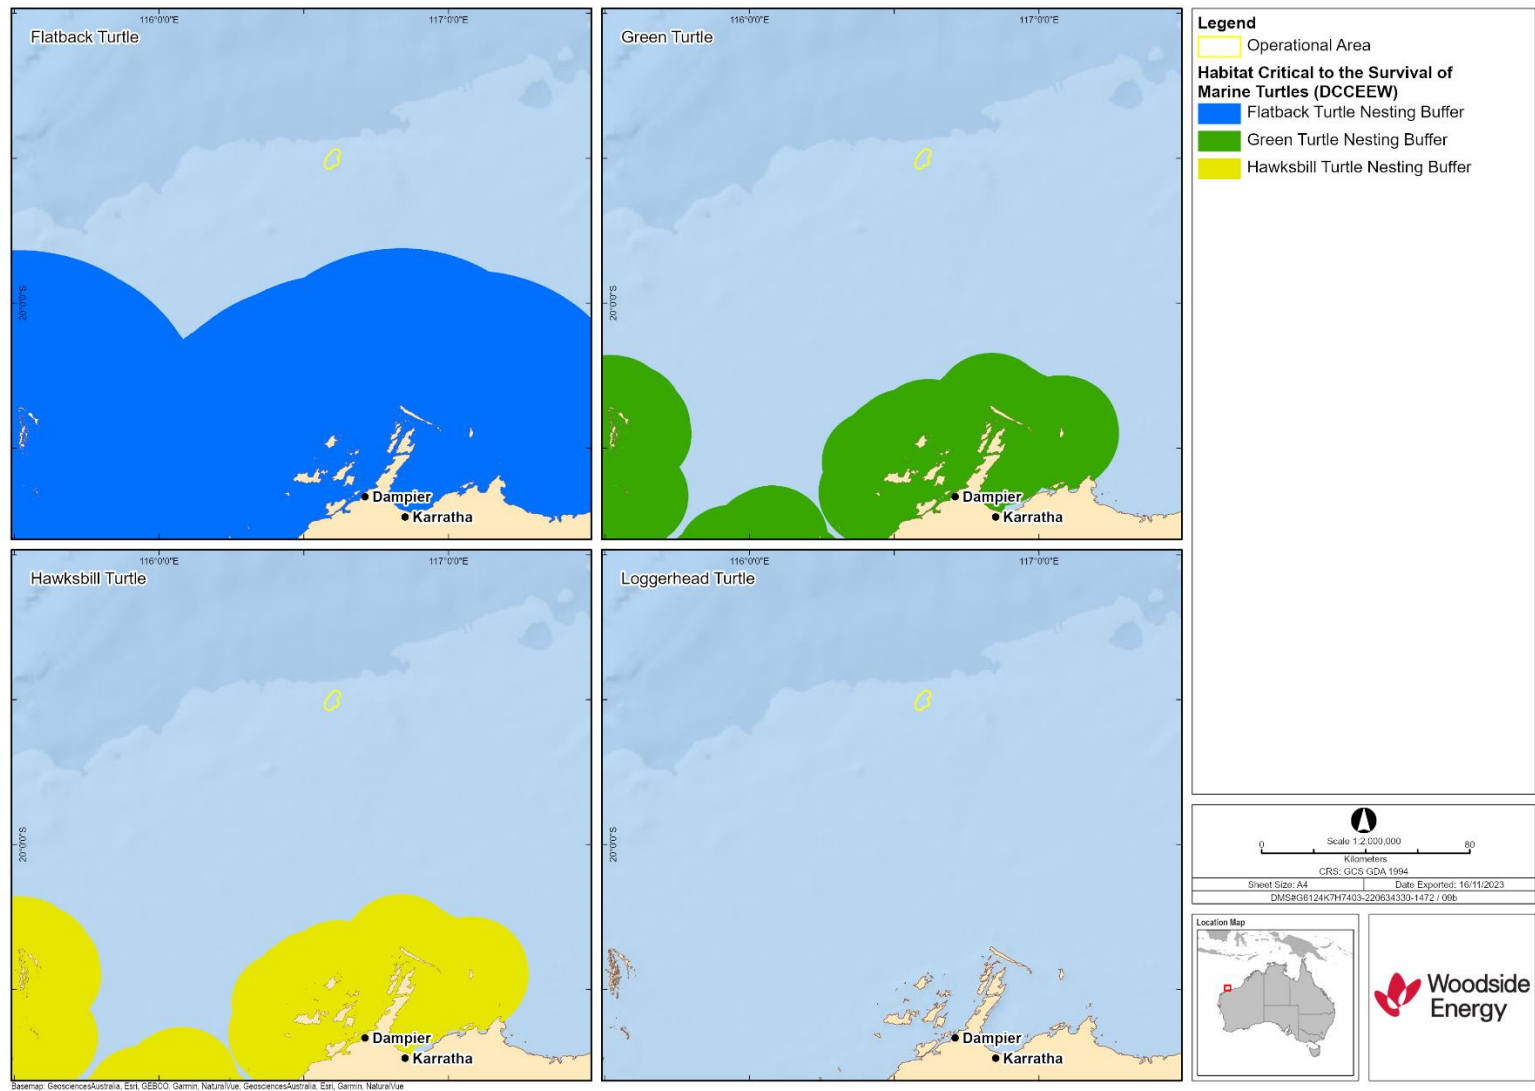 Flatback Turtle
116°0'0"E
117°0'0"E
20°0'0"S
Dampier
Karratha
Green Turtle
116°0'0"E
117°0'0"E
20°0'0"S
Dampier
Karratha
Hawksbill Turtle
116°0'0"E
117°0'0"E
20°0'0"S
Dampier
Karratha
Loggerhead Turtle
116°0'0"E
117°0'0"E
20°0'0"S
Dampier
Karratha
Basemap: GeosciencesAustralia, Esri, GEBCO, Garmin, NaturalVue, GeosciencesAustralia, Esri, Garmin, NaturalVue
Legend
Operational Area
Habitat Critical to the Survival of
Marine Turtles (DCCEEW)
Flatback Turtle Nesting Buffer
Green Turtle Nesting Buffer
Hawksbill Turtle Nesting Buffer
Scale 1:2,000,000
0 80
Kilometers
CRS: GCS GDA 1994
Sheet Size: A4 Date Exported: 16/11/2023
DMS#G6124K7H7403-220634330-1472 / 09b
Location Map
Woodside
Energy